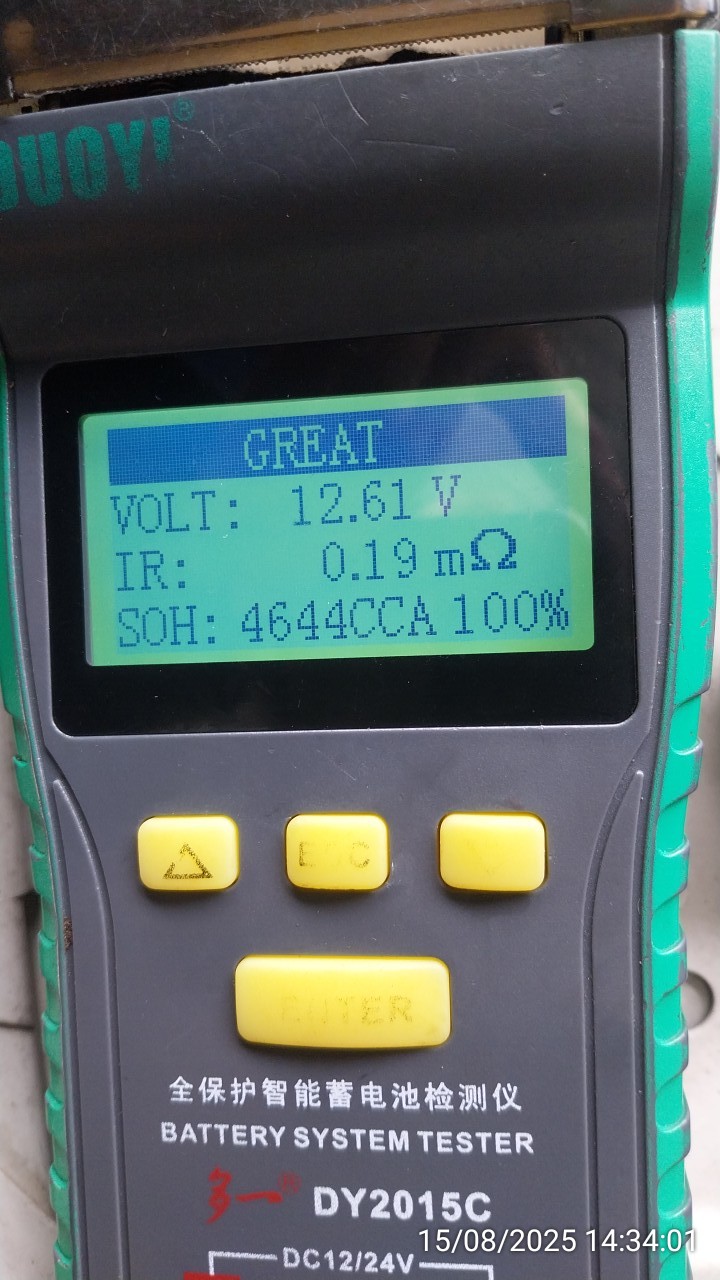 DUOYI®
GREAT
VOLT: 12.61 V
IR: 0.19 mΩ
SOH: 4644CCA 100%
ESC
ENTER
全保护智能蓄电池检测仪
BATTERY SYSTEM TESTER
多一® DY2015C
15/08/2025 14:34:01
DC12/24V